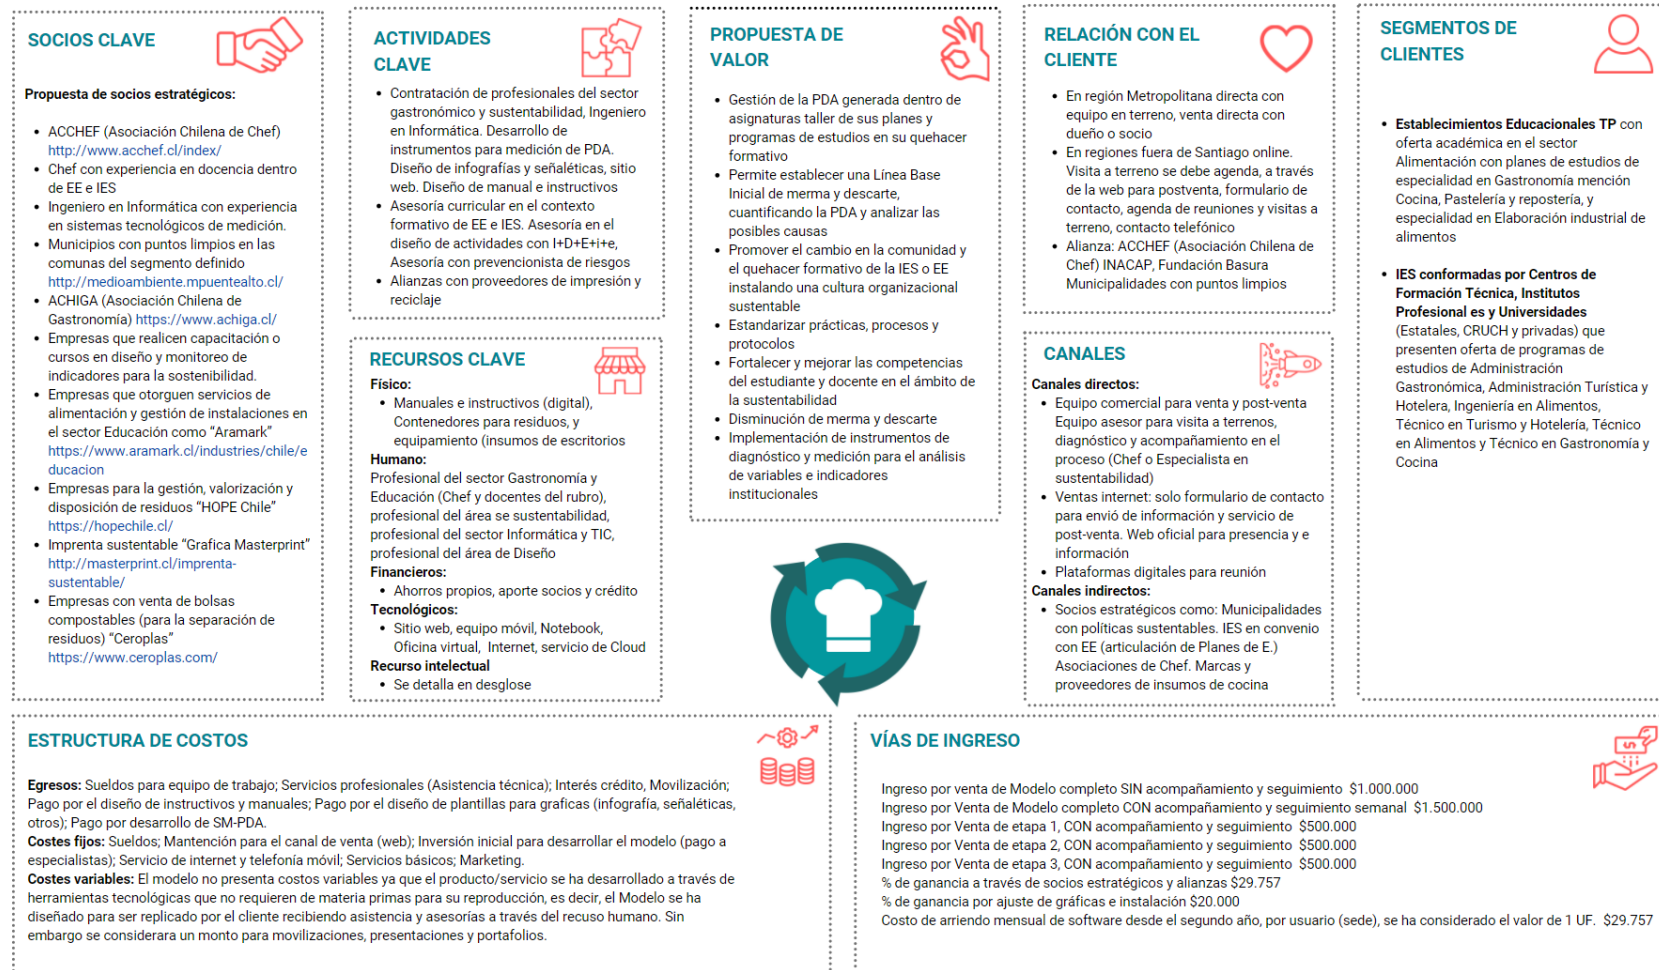 SOCIOS CLAVE
Propuesta de socios estratégicos:
• ACCHEF (Asociación Chilena de Chef)
http://www.acchef.cl/index/
• Chef con experiencia en docencia dentro
de EE e IES
• Ingeniero en Informática con experiencia
en sistemas tecnológicos de medición.
• Municipios con puntos limpios en las
comunas del segmento definido
http://medioambiente.mpuentealto.cl/
• ACHIGA (Asociación Chilena de
Gastronomía) https://www.achiga.cl/
• Empresas que realicen capacitación o
cursos en diseño y monitoreo de
indicadores para la sostenibilidad.
• Empresas que otorguen servicios de
alimentación y gestión de instalaciones en
el sector Educación como “Aramark”
https://www.aramark.cl/industries/chile/e
ducacion
• Empresas para la gestión, valorización y
disposición de residuos “HOPE Chile”
https://hopechile.cl/
• Imprenta sustentable “Grafica Masterprint”
http://masterprint.cl/imprenta-
sustentable/
• Empresas con venta de bolsas
compostables (para la separación de
residuos) “Ceroplas”
https://www.ceroplas.com/
ACTIVIDADES
CLAVE
• Contratación de profesionales del sector
gastronómico y sustentabilidad, Ingeniero
en Informática. Desarrollo de
instrumentos para medición de PDA.
Diseño de infografías y señaléticas, sitio
web. Diseño de manual e instructivos
• Asesoría curricular en el contexto
formativo de EE e IES. Asesoría en el
diseño de actividades con I+D+E+i+e,
Asesoría con prevencionista de riesgos
• Alianzas con proveedores de impresión y
reciclaje
RECURSOS CLAVE
Físico:
• Manuales e instructivos (digital),
Contenedores para residuos, y
equipamiento (insumos de escritorios
Humano:
Profesional del sector Gastronomía y
Educación (Chef y docentes del rubro),
profesional del área se sustentabilidad,
profesional del sector Informática y TIC,
profesional del área de Diseño
Financieros:
• Ahorros propios, aporte socios y crédito
Tecnológicos:
• Sitio web, equipo móvil, Notebook,
Oficina virtual, Internet, servicio de Cloud
Recurso intelectual
• Se detalla en desglose
PROPUESTA DE
VALOR
• Gestión de la PDA generada dentro de
asignaturas taller de sus planes y
programas de estudios en su quehacer
formativo
• Permite establecer una Línea Base
Inicial de merma y descarte,
cuantificando la PDA y analizar las
posibles causas
• Promover el cambio en la comunidad y
el quehacer formativo de la IES o EE
instalando una cultura organizacional
sustentable
• Estandarizar prácticas, procesos y
protocolos
• Fortalecer y mejorar las competencias
del estudiante y docente en el ámbito de
la sustentabilidad
• Disminución de merma y descarte
• Implementación de instrumentos de
diagnóstico y medición para el análisis
de variables e indicadores
institucionales
RELACIÓN CON EL
CLIENTE
• En región Metropolitana directa con
equipo en terreno, venta directa con
dueño o socio
• En regiones fuera de Santiago online.
Visita a terreno se debe agenda, a través
de la web para postventa, formulario de
contacto, agenda de reuniones y visitas a
terreno, contacto telefónico
• Alianza: ACCHEF (Asociación Chilena de
Chef) INACAP, Fundación Basura
Municipalidades con puntos limpios
CANALES
Canales directos:
• Equipo comercial para venta y post-venta
Equipo asesor para visita a terrenos,
diagnóstico y acompañamiento en el
proceso (Chef o Especialista en
sustentabilidad)
• Ventas internet: solo formulario de contacto
para envió de información y servicio de
post-venta. Web oficial para presencia y e
información
• Plataformas digitales para reunión
Canales indirectos:
• Socios estratégicos como: Municipalidades
con políticas sustentables. IES en convenio
con EE (articulación de Planes de E.)
Asociaciones de Chef. Marcas y
proveedores de insumos de cocina
SEGMENTOS DE
CLIENTES
• Establecimientos Educacionales TP con
oferta académica en el sector
Alimentación con planes de estudios de
especialidad en Gastronomía mención
Cocina, Pastelería y repostería, y
especialidad en Elaboración industrial de
alimentos
• IES conformadas por Centros de
Formación Técnica, Institutos
Profesional es y Universidades
(Estatales, CRUCH y privadas) que
presenten oferta de programas de
estudios de Administración
Gastronómica, Administración Turística y
Hotelera, Ingeniería en Alimentos,
Técnico en Turismo y Hotelería, Técnico
en Alimentos y Técnico en Gastronomía y
Cocina
ESTRUCTURA DE COSTOS
Egresos: Sueldos para equipo de trabajo; Servicios profesionales (Asistencia técnica); Interés crédito, Movilización;
Pago por el diseño de instructivos y manuales; Pago por el diseño de plantillas para graficas (infografía, señaléticas,
otros); Pago por desarrollo de SM-PDA.
Costes fijos: Sueldos; Mantención para el canal de venta (web); Inversión inicial para desarrollar el modelo (pago a
especialistas); Servicio de internet y telefonía móvil; Servicios básicos; Marketing.
Costes variables: El modelo no presenta costos variables ya que el producto/servicio se ha desarrollado a través de
herramientas tecnológicas que no requieren de materia primas para su reproducción, es decir, el Modelo se ha
diseñado para ser replicado por el cliente recibiendo asistencia y asesorías a través del recuso humano. Sin
embargo se considerara un monto para movilizaciones, presentaciones y portafolios.
VÍAS DE INGRESO
Ingreso por venta de Modelo completo SIN acompañamiento y seguimiento $1.000.000
Ingreso por Venta de Modelo completo CON acompañamiento y seguimiento semanal $1.500.000
Ingreso por Venta de etapa 1, CON acompañamiento y seguimiento $500.000
Ingreso por Venta de etapa 2, CON acompañamiento y seguimiento $500.000
Ingreso por Venta de etapa 3, CON acompañamiento y seguimiento $500.000
% de ganancia a través de socios estratégicos y alianzas $29.757
% de ganancia por ajuste de gráficas e instalación $20.000
Costo de arriendo mensual de software desde el segundo año, por usuario (sede), se ha considerado el valor de 1 UF. $29.757